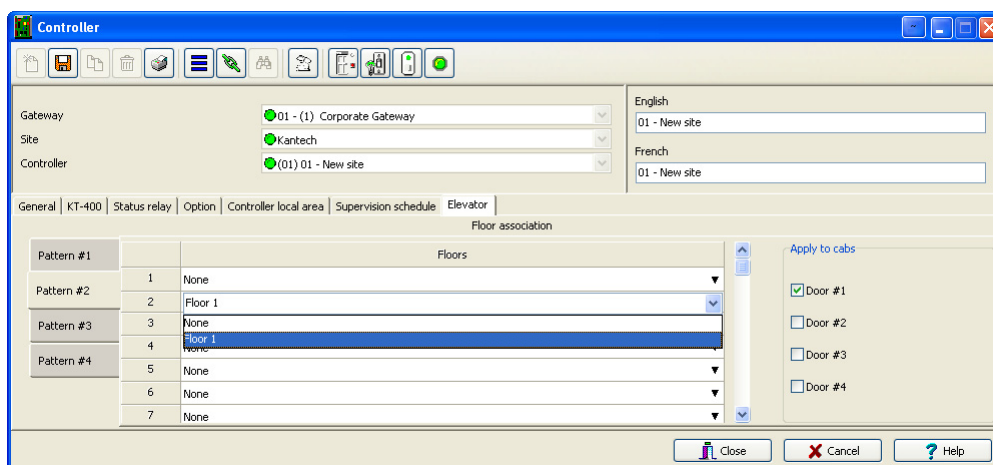 Controller
Gateway
01 - (1) Corporate Gateway
Site
Kantech
Controller
(01) 01 - New site
English
01 - New site
French
01 - New site
General KT-400 Status relay Option Controller local area Supervision schedule Elevator
Floor association
Pattern #1
Pattern #2
Pattern #3
Pattern #4
Floors
1 None
2 Floor 1
3 None
Floor 1
4 None
5 None
6 None
7 None
Apply to cabs
Door #1
Door #2
Door #3
Door #4
Close Cancel ? Help